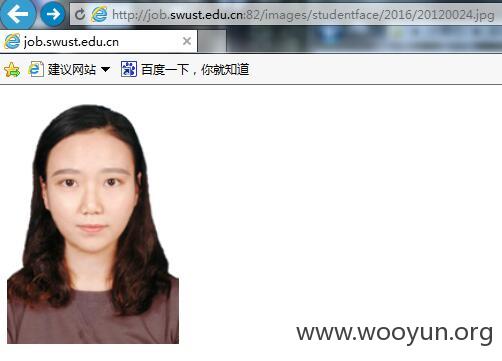 http://job.swust.edu.cn:82/images/studentface/2016/20120024.jpg
job.swust.edu.cn
建议网站 百度一下，你就知道
www.wooyun.org